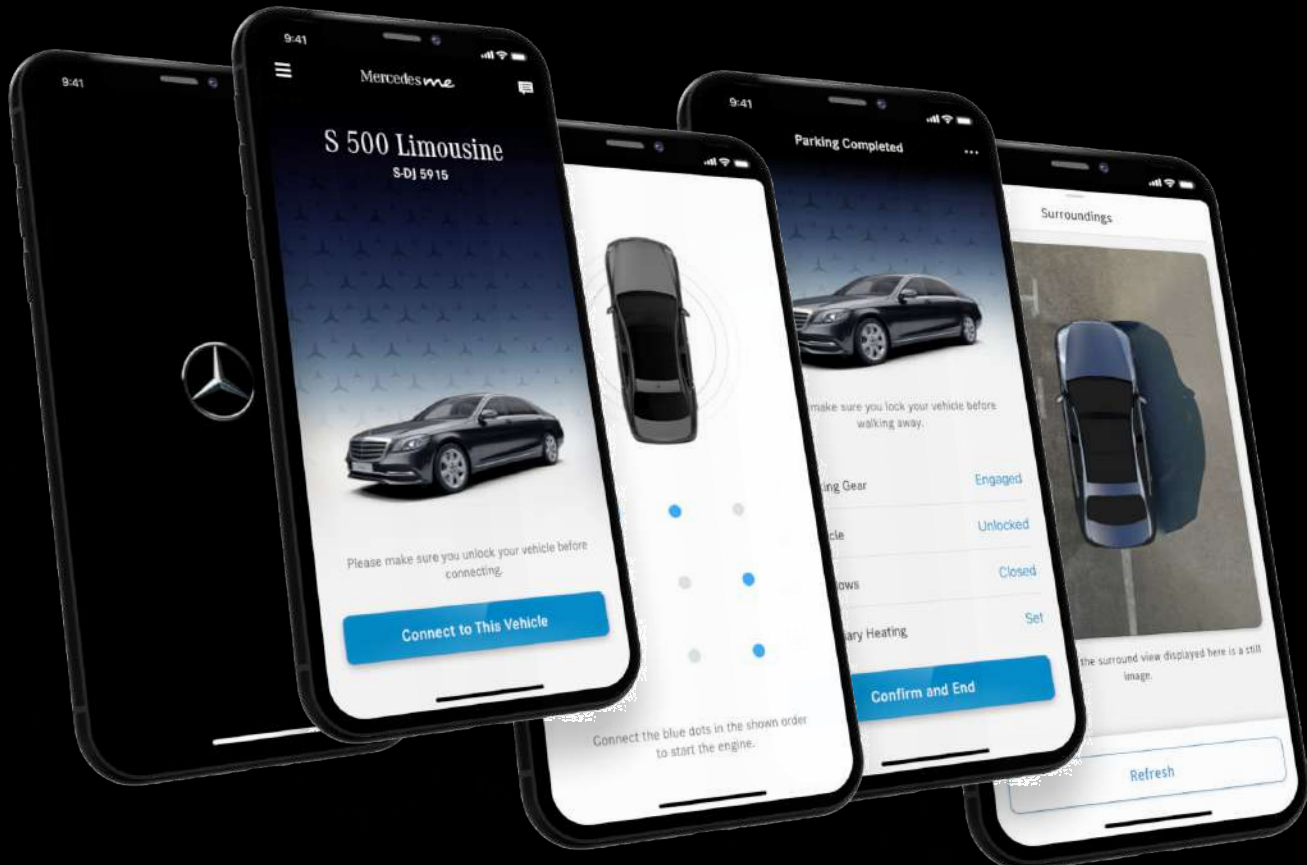 9:41
9:41
Mercedes me
S 500 Limousine
S-DJ 5915
Please make sure you unlock your vehicle before
connecting.
Connect to This Vehicle
Connect the blue dots in the shown order
to start the engine.
9:41
Parking Completed
make sure you lock your vehicle before
walking away.
Gear
Engaged
Unlocked
Closed
Heating
Set
Confirm and End
Surroundings
the surround view displayed here is a still
image.
Refresh